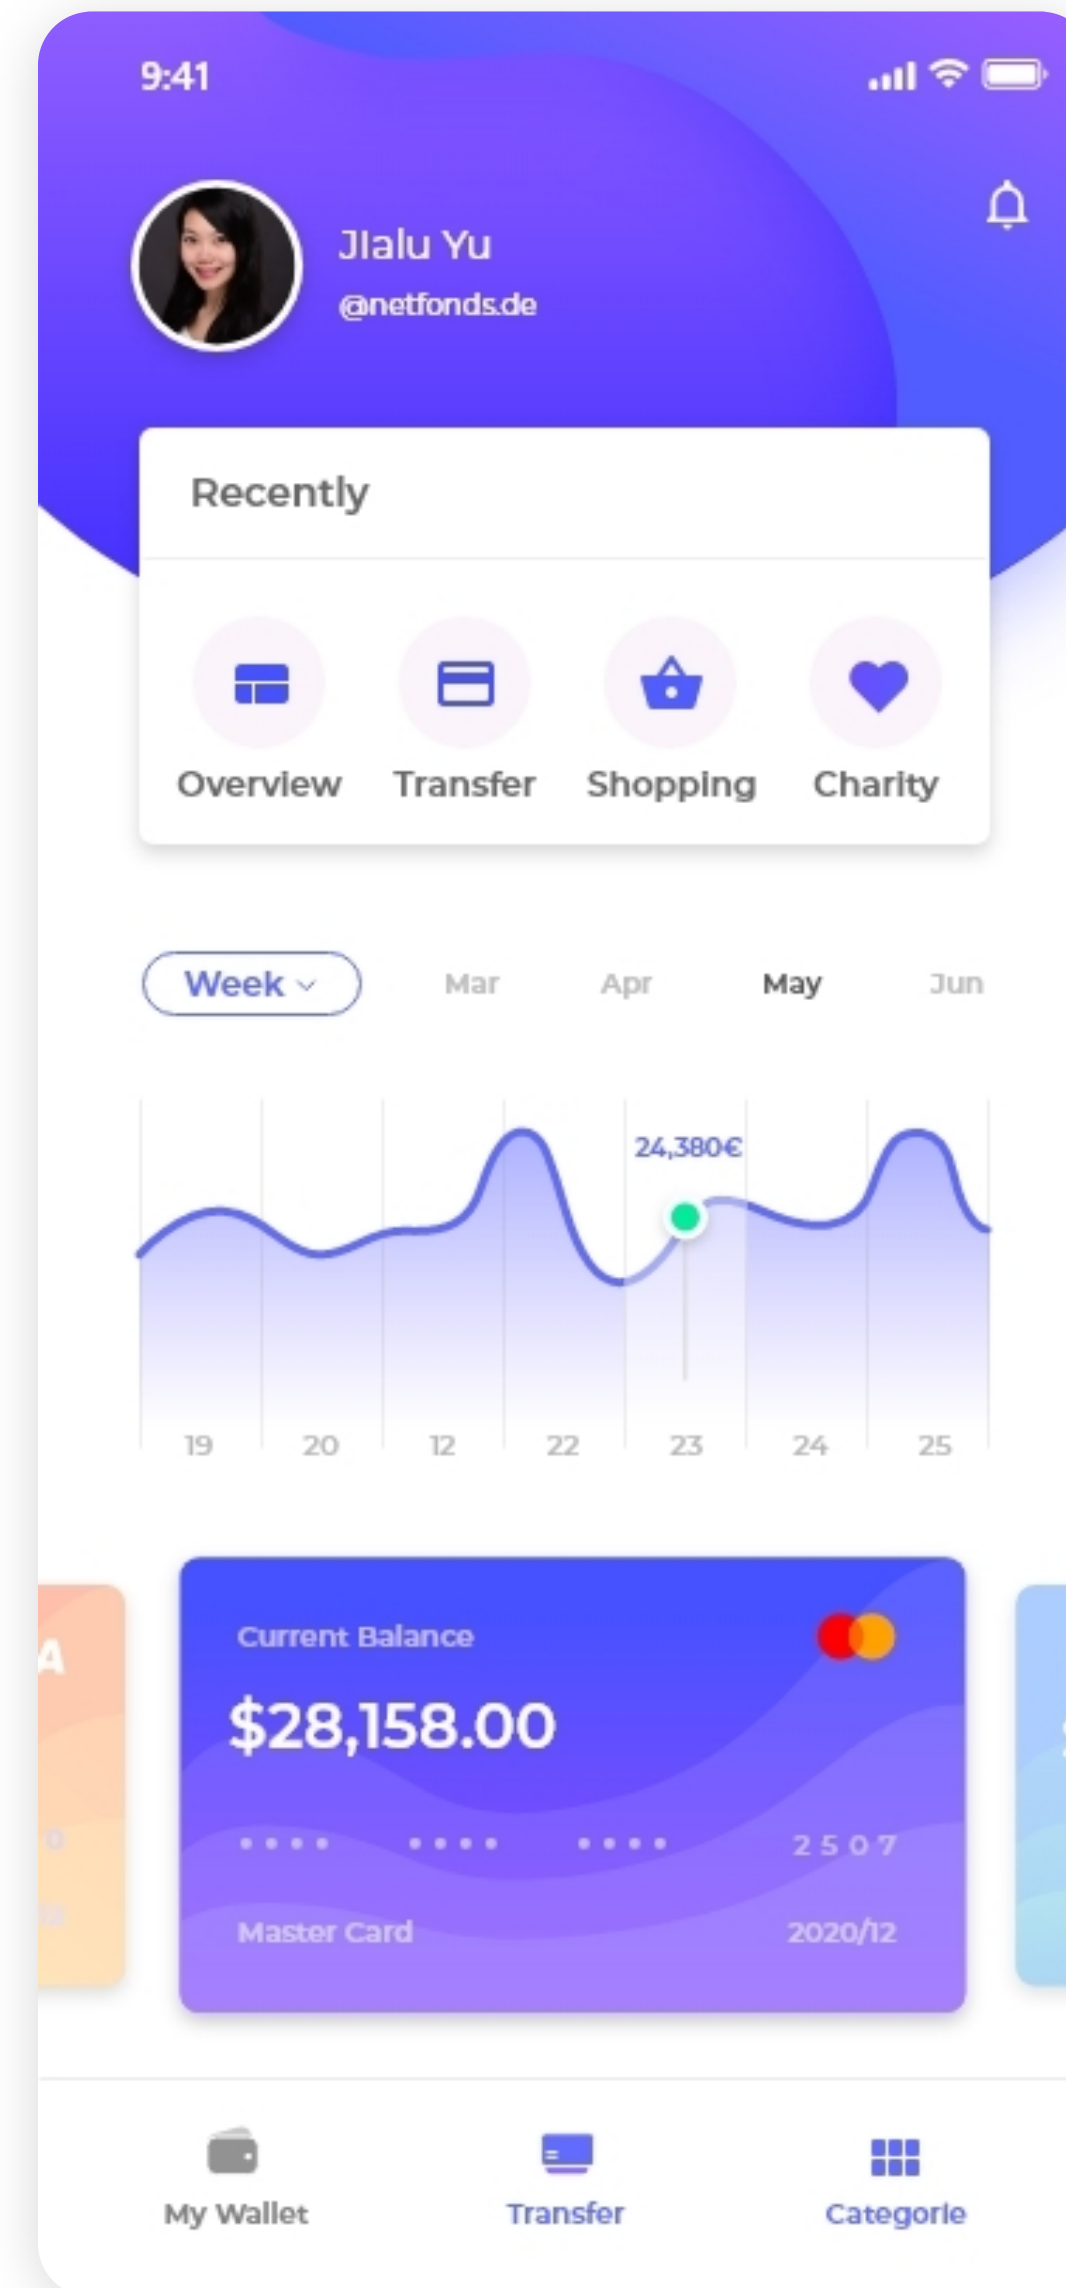 9:41
JIalu Yu
@netfonds.de
Recently
Overview Transfer Shopping Charity
Week Mar Apr May Jun
24,380€
19 20 12 22 23 24 25
A
Current Balance
$28,158.00
•••• •••• •••• 2507
Master Card 2020/12
My Wallet Transfer Categorie